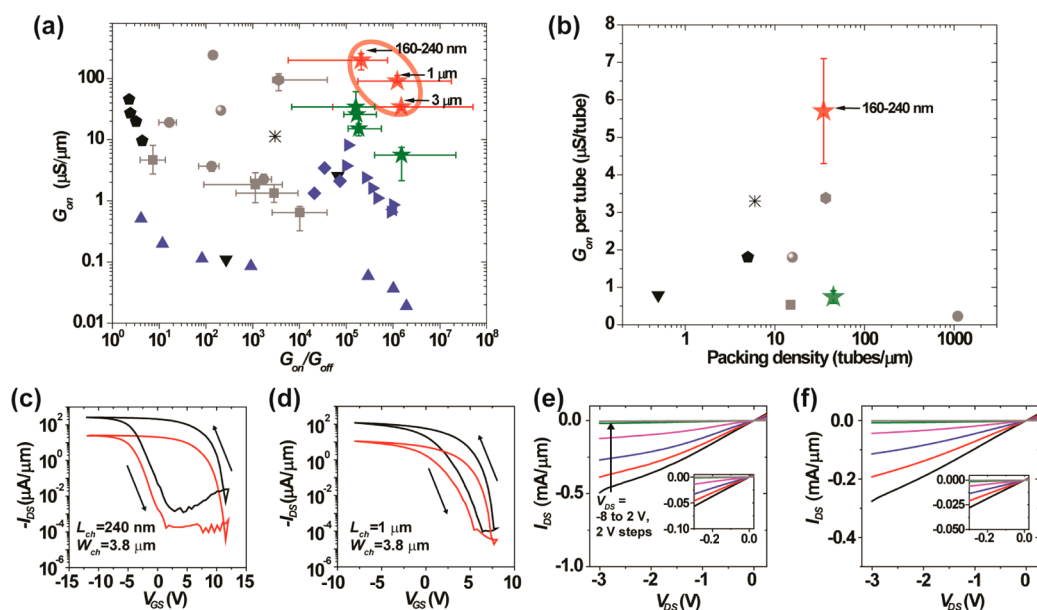 (a)
160-240 nm
1 μm
3 μm
100
10
1
0.1
0.01
G_on (μS/μm)
10^0 10^1 10^2 10^3 10^4 10^5 10^6 10^7 10^8
G_on/G_off
(b)
8
7
6
5
4
3
2
1
0
G_on per tube (μS/tube)
160-240 nm
1 10 100 1000
Packing density (tubes/μm)
(c)
10^2
10^0
10^-2
10^-4
10^-6
-I_DS(μA/μm)
L_ch=240 nm
W_ch=3.8 μm
-15 -10 -5 0 5 10 15
V_GS(V)
(d)
10^2
10^0
10^-2
10^-4
10^-6
-I_DS(μA/μm)
L_ch=1 μm
W_ch=3.8 μm
-10 -5 0 5 10
V_GS(V)
(e)
0.0
-0.5
-1.0
I_DS (mA/μm)
V_DS =
-8 to 2 V,
2 V steps
0.00
-0.05
-0.10
-0.2 0.0
-3 -2 -1 0
V_DS(V)
(f)
0.0
-0.2
-0.4
I_DS (mA/μm)
0.000
-0.025
-0.050
-0.2 0.0
-3 -2 -1 0
V_DS(V)